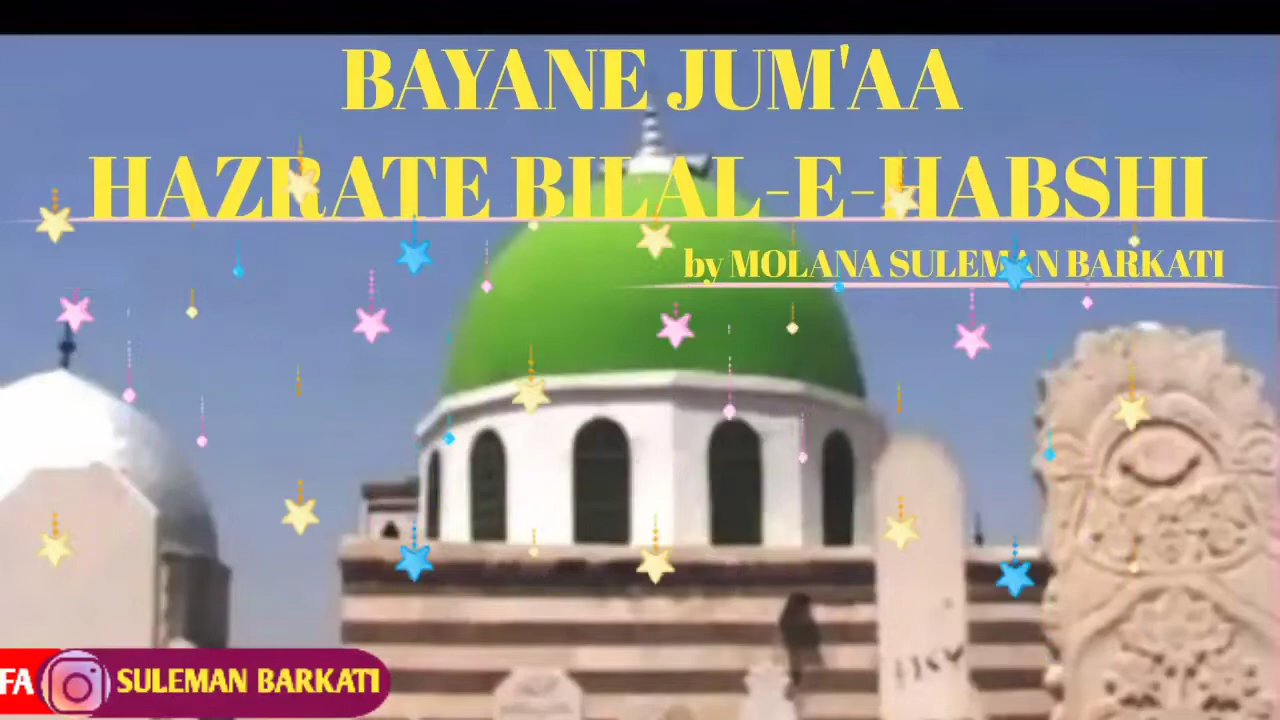 BAYANE JUM'AA
HAZRATE BILAL-E-HABSHI
by MOLANA SULEMAN BARKATI
FA SULEMAN BARKATI